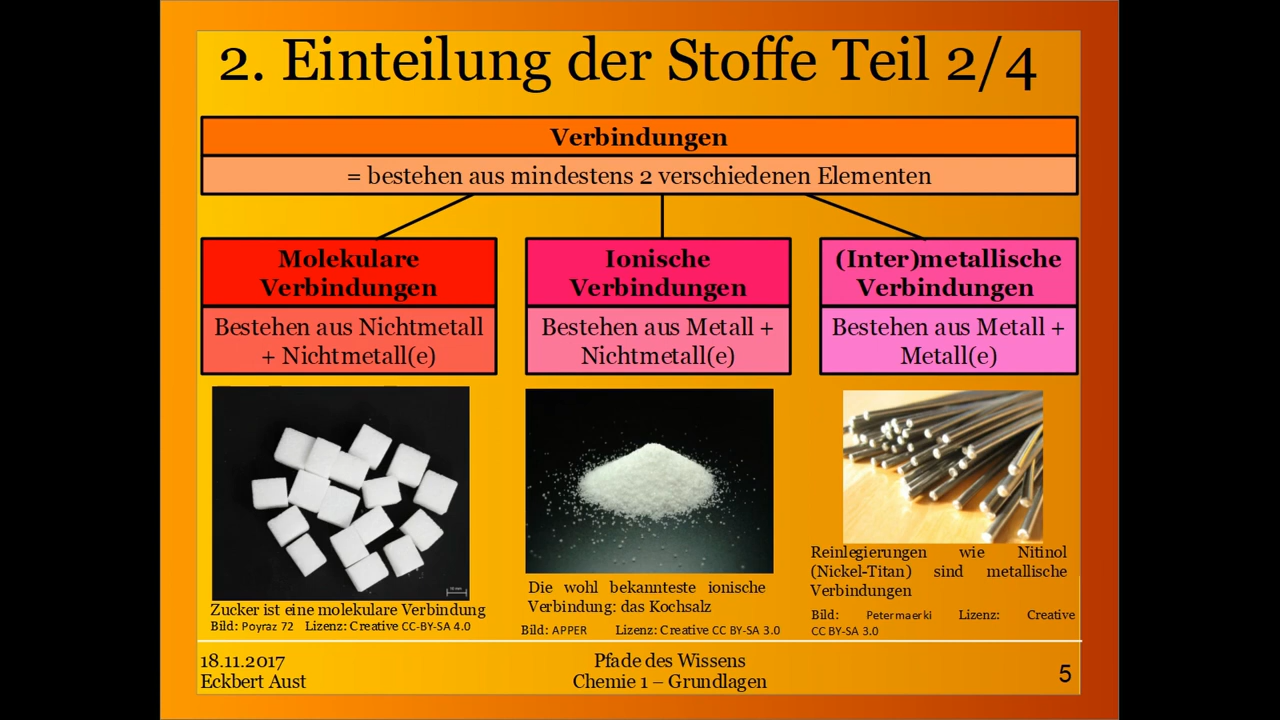 2. Einteilung der Stoffe Teil 2/4
Verbindungen
= bestehen aus mindestens 2 verschiedenen Elementen
Molekulare
Verbindungen
Bestehen aus Nichtmetall
+ Nichtmetall(e)
Ionische
Verbindungen
Bestehen aus Metall +
Nichtmetall(e)
(Inter)metallische
Verbindungen
Bestehen aus Metall +
Metall(e)
Zucker ist eine molekulare Verbindung
Bild: Poyraz 72 Lizenz: Creative CC-BY-SA 4.0
Die wohl bekannteste ionische
Verbindung: das Kochsalz
Bild: APPER Lizenz: Creative CC BY-SA 3.0
Reinlegierungen wie Nitinol
(Nickel-Titan) sind metallische
Verbindungen
Bild: Petermaerki Lizenz: Creative
CC BY-SA 3.0
18.11.2017
Eckbert Aust
Pfade des Wissens
Chemie 1 – Grundlagen
5